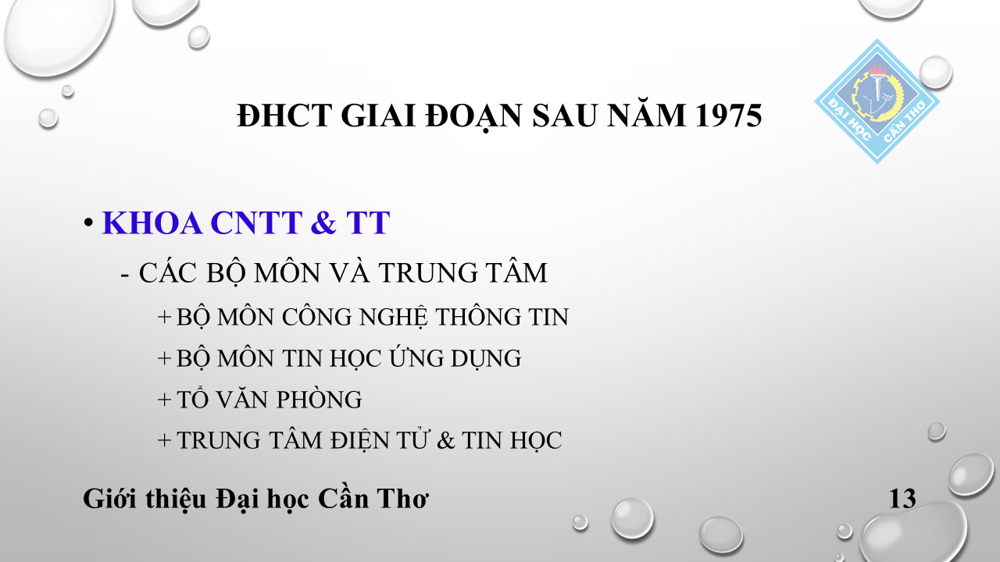 ĐHCT GIAI ĐOẠN SAU NĂM 1975
ĐẠI HỌC CẦN THƠ
• KHOA CNTT & TT
- CÁC BỘ MÔN VÀ TRUNG TÂM
+ BỘ MÔN CÔNG NGHỆ THÔNG TIN
+ BỘ MÔN TIN HỌC ỨNG DỤNG
+ TỔ VĂN PHÒNG
+ TRƯNG TÂM ĐIỆN TỬ & TIN HỌC
Giới thiệu Đại học Cần Thơ
13